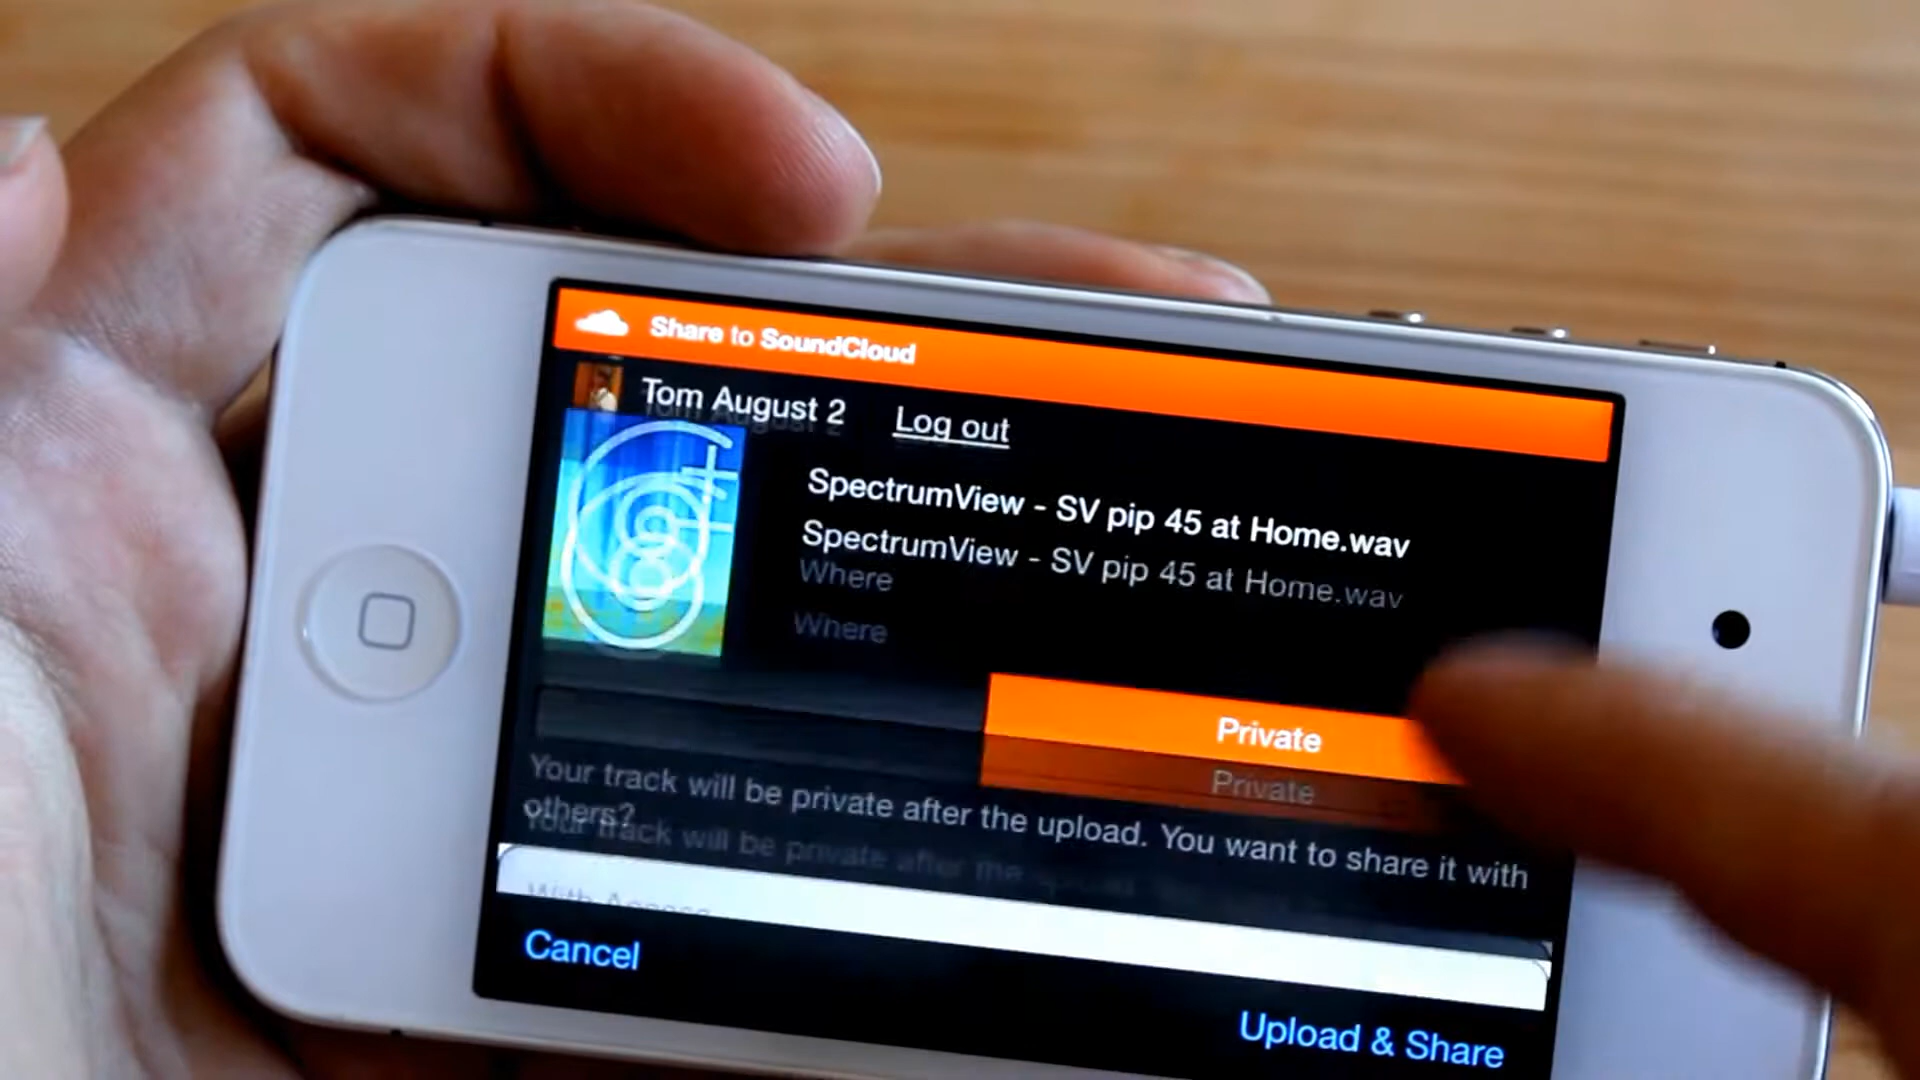 Share to SoundCloud
Tom August 2 Log out
SpectrumView - SV pip 45 at Home.wav
SpectrumView - SV pip 45 at Home.wav
Where
Where
Private
Private
Your track will be private after the upload. You want to share it with
others?
Your track will be private after
With Access
Cancel
Upload & Share